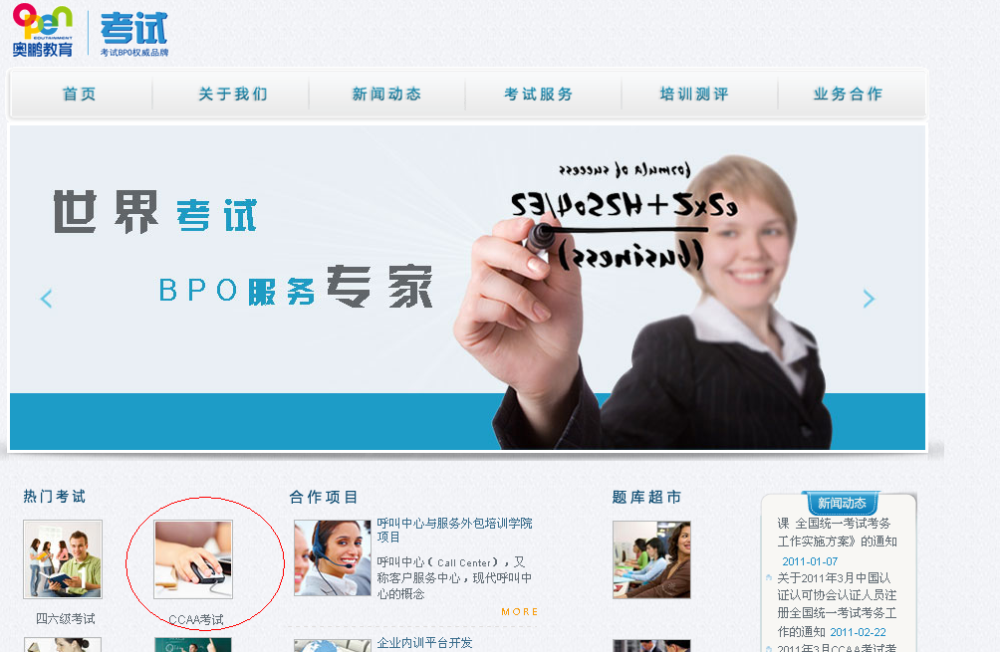 open
EDUTAINMENT
奥鹏教育
考试
考试BPO权威品牌
首页
关于我们
新闻动态
考试服务
培训测评
业务合作
世界考试
BPO服务专家
formula of success
e2xZ+H2SO4/E2
(business)
热门考试
四六级考试
CCAA考试
合作项目
呼叫中心与服务外包培训学院
项目
呼叫中心（Call Center），又
称客户服务中心，现代呼叫中
心的概念
MORE
企业内训平台开发
题库超市
新闻动态
课 全国统一考试考务
工作实施方案》的通知
2011-01-07
关于2011年3月中国认
证认可协会认证人员注
册全国统一考试考务工
作的通知 2011-02-22
2011年3月CCAA考试考